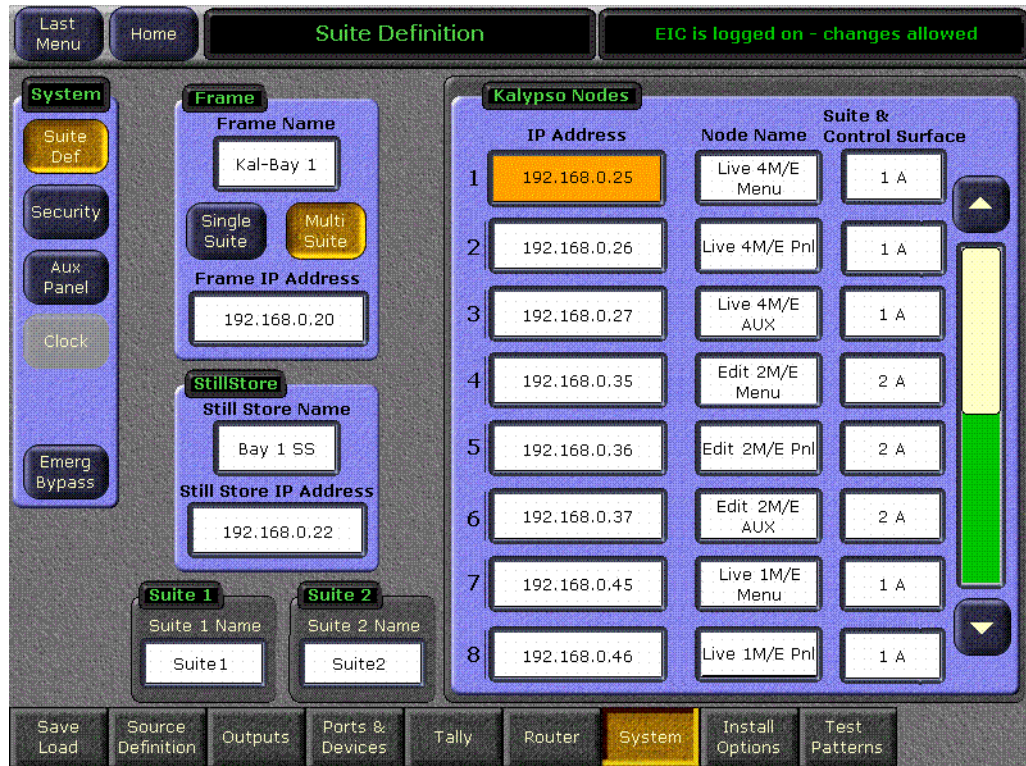 Last
Menu
Home
Suite Definition
EIC is logged on - changes allowed
System
Suite
Def
Security
Aux
Panel
Clock
Emerg
Bypass
Frame
Frame Name
Kal-Bay 1
Single
Suite
Multi
Suite
Frame IP Address
192.168.0.20
StillStore
Still Store Name
Bay 1 SS
Still Store IP Address
192.168.0.22
Suite 1
Suite 1 Name
Suite1
Suite 2
Suite 2 Name
Suite2
Kalypso Nodes
IP Address
Node Name
Suite &
Control Surface
1
192.168.0.25
Live 4M/E
Menu
1 A
2
192.168.0.26
Live 4M/E Pnl
1 A
3
192.168.0.27
Live 4M/E
AUX
1 A
4
192.168.0.35
Edit 2M/E
Menu
2 A
5
192.168.0.36
Edit 2M/E Pnl
2 A
6
192.168.0.37
Edit 2M/E
AUX
2 A
7
192.168.0.45
Live 1M/E
Menu
1 A
8
192.168.0.46
Live 1M/E Pnl
1 A
Save
Load
Source
Definition
Outputs
Ports &
Devices
Tally
Router
System
Install
Options
Test
Patterns